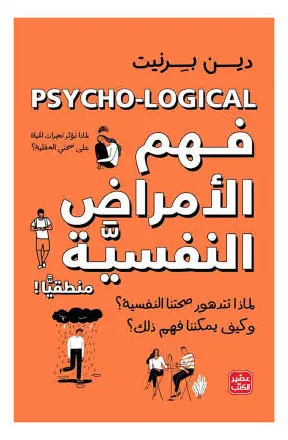 دين بِرنيت
PSYCHO-LOGICAL
لماذا تؤثر تغيرات الحياة
على صحتي العقلية؟
فهم
الأمراض
النفسيَّة
منطقيًّا!
لماذا تتدهور صحتنا النفسية؟
وكيف يمكننا فهم ذلك؟
عصير
الكتب